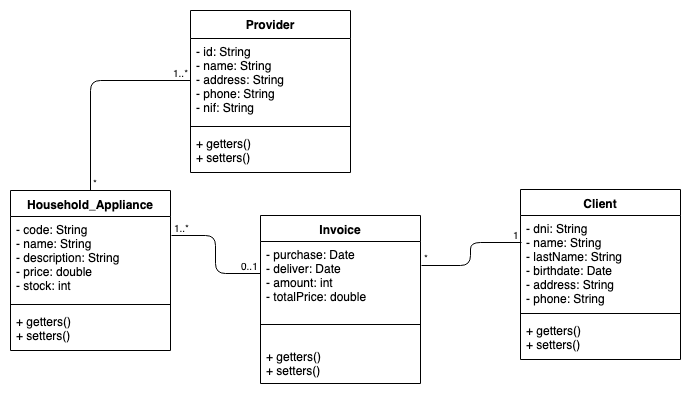 Provider
- id: String
- name: String
- address: String
- phone: String
- nif: String
+ getters()
+ setters()
1..*
*
Household_Appliance
- code: String
- name: String
- description: String
- price: double
- stock: int
+ getters()
+ setters()
1..*
0..1
Invoice
- purchase: Date
- deliver: Date
- amount: int
- totalPrice: double
+ getters()
+ setters()
*
1
Client
- dni: String
- name: String
- lastName: String
- birthdate: Date
- address: String
- phone: String
+ getters()
+ setters()